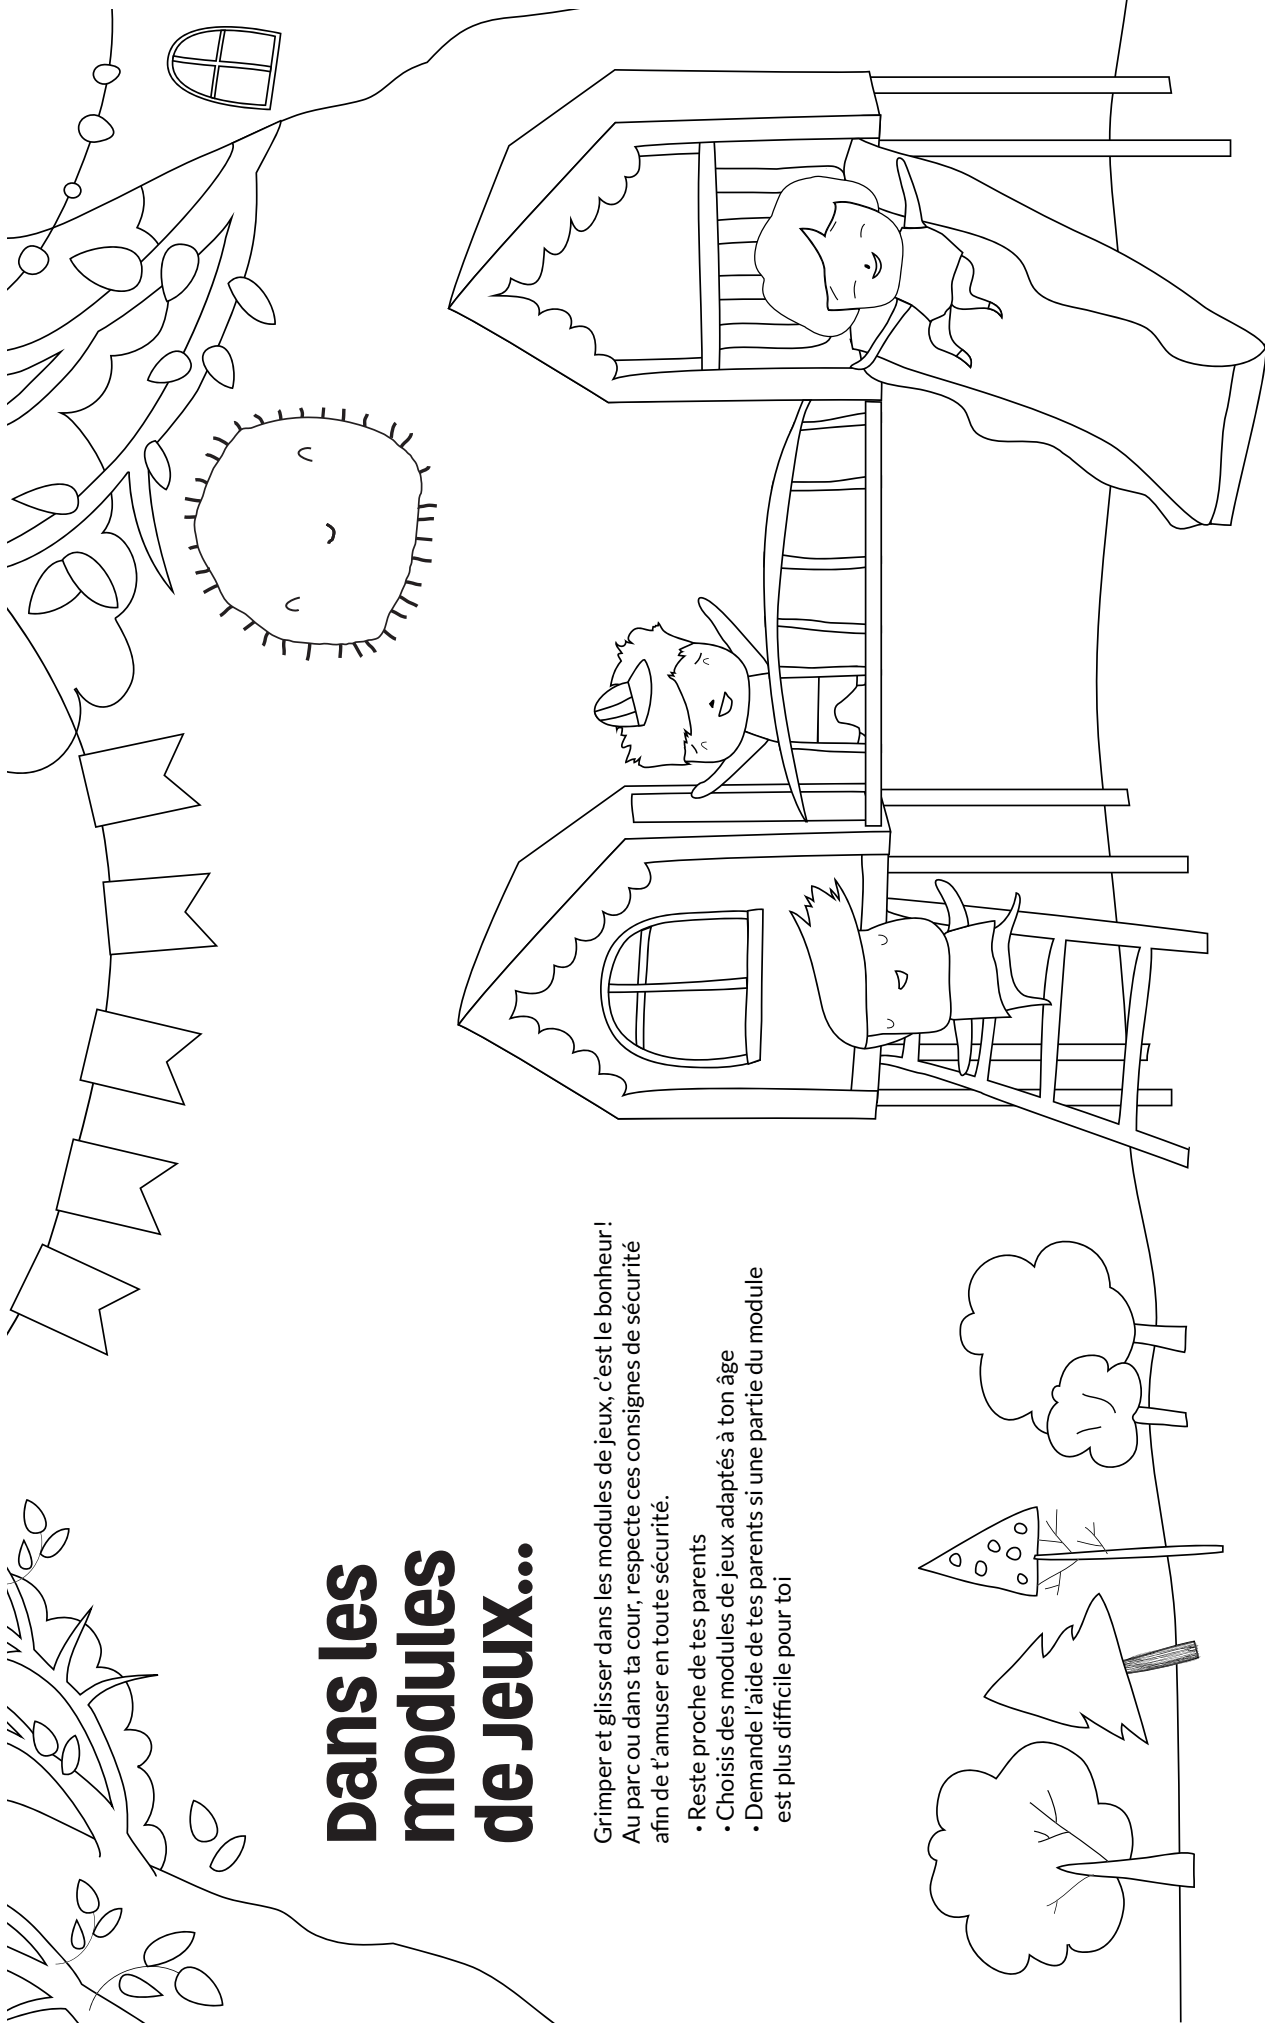 Dans les
modules
de jeux...
Grimper et glisser dans les modules de jeux, c'est le bonheur!
Au parc ou dans ta cour, respecte ces consignes de sécurité
afin de t'amuser en toute sécurité.
• Reste proche de tes parents
• Choisis des modules de jeux adaptés à ton âge
• Demande l'aide de tes parents si une partie du module
est plus difficile pour toi